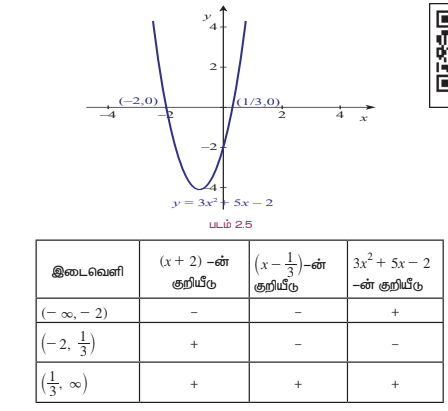 y
4
2
(−2,0)
(1/3,0)
−4
−2
2
4
x
−2
−4
y = 3x² + 5x − 2
படம் 2.5
இடைவெளி
(x + 2) –ன் குறியீடு
(x − 1/3)–ன் குறியீடு
3x² + 5x − 2 –ன் குறியீடு
(− ∞, − 2)
−
−
+
(− 2, 1/3)
+
−
−
(1/3, ∞)
+
+
+